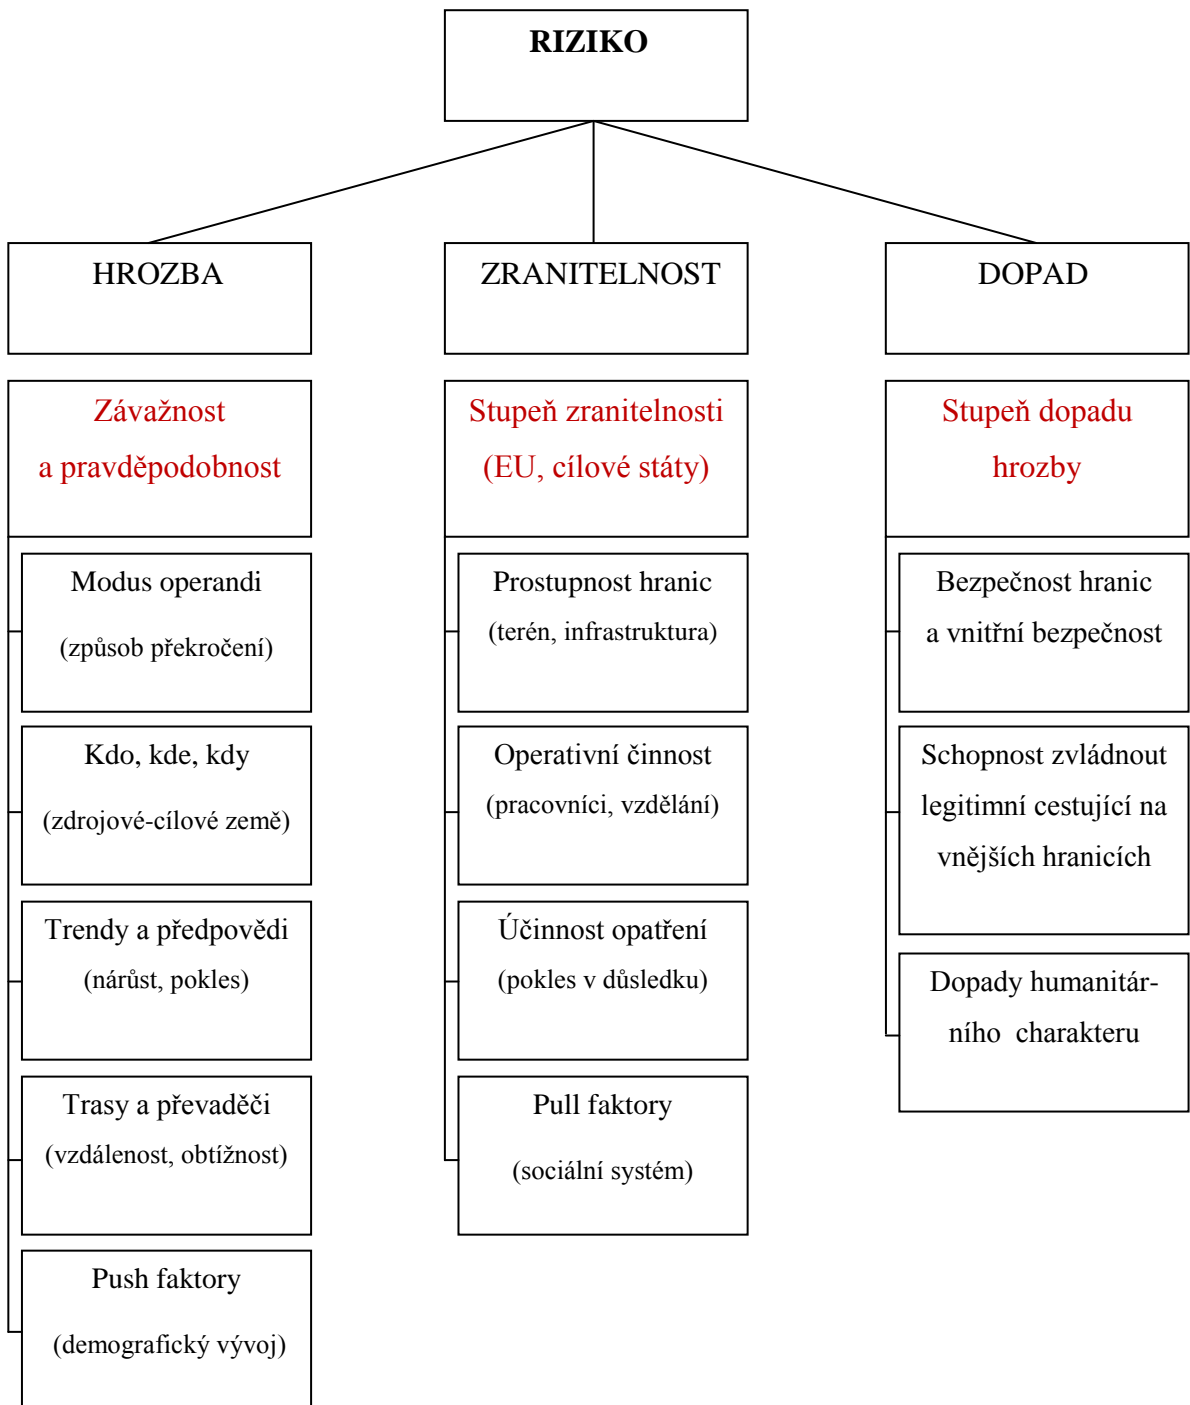 RIZIKO
HROZBA
ZRANITELNOST
DOPAD
Závažnost
a pravděpodobnost
Modus operandi
(způsob překročení)
Kdo, kde, kdy
(zdrojové-cílové země)
Trendy a předpovědi
(nárůst, pokles)
Trasy a převaděči
(vzdálenost, obtížnost)
Push faktory
(demografický vývoj)
Stupeň zranitelnosti
(EU, cílové státy)
Prostupnost hranic
(terén, infrastruktura)
Operativní činnost
(pracovníci, vzdělání)
Účinnost opatření
(pokles v důsledku)
Pull faktory
(sociální systém)
Stupeň dopadu
hrozby
Bezpečnost hranic
a vnitřní bezpečnost
Schopnost zvládnout
legitimní cestující na
vnějších hranicích
Dopady humanitár-
ního charakteru